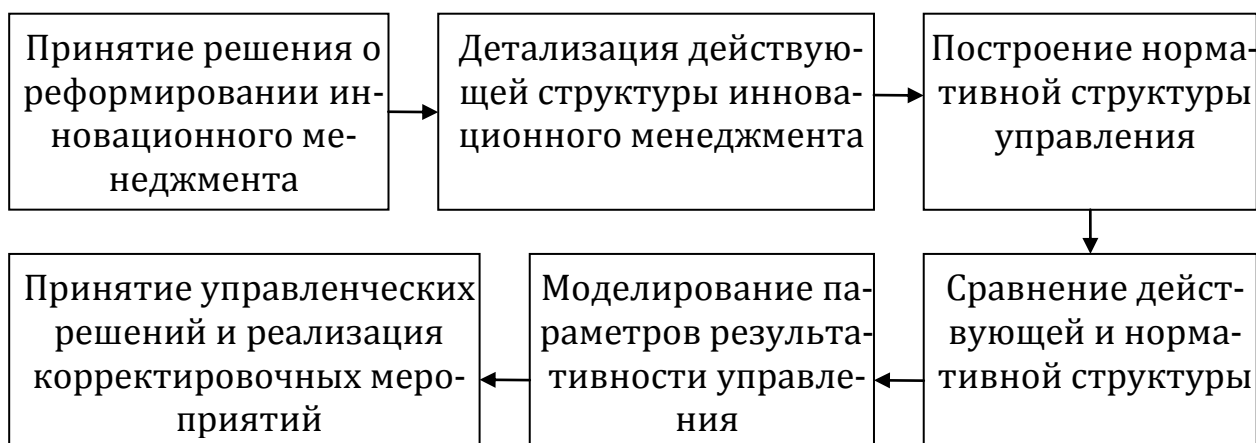 Принятие решения о
реформировании ин-
новационного ме-
неджмента
Детализация действую-
щей структуры иннова-
ционного менеджмента
Построение норма-
тивной структуры
управления
Сравнение дейст-
вующей и норма-
тивной структуры
Моделирование па-
раметров результа-
тивности управле-
ния
Принятие управленческих
решений и реализация
корректировочных меро-
приятий